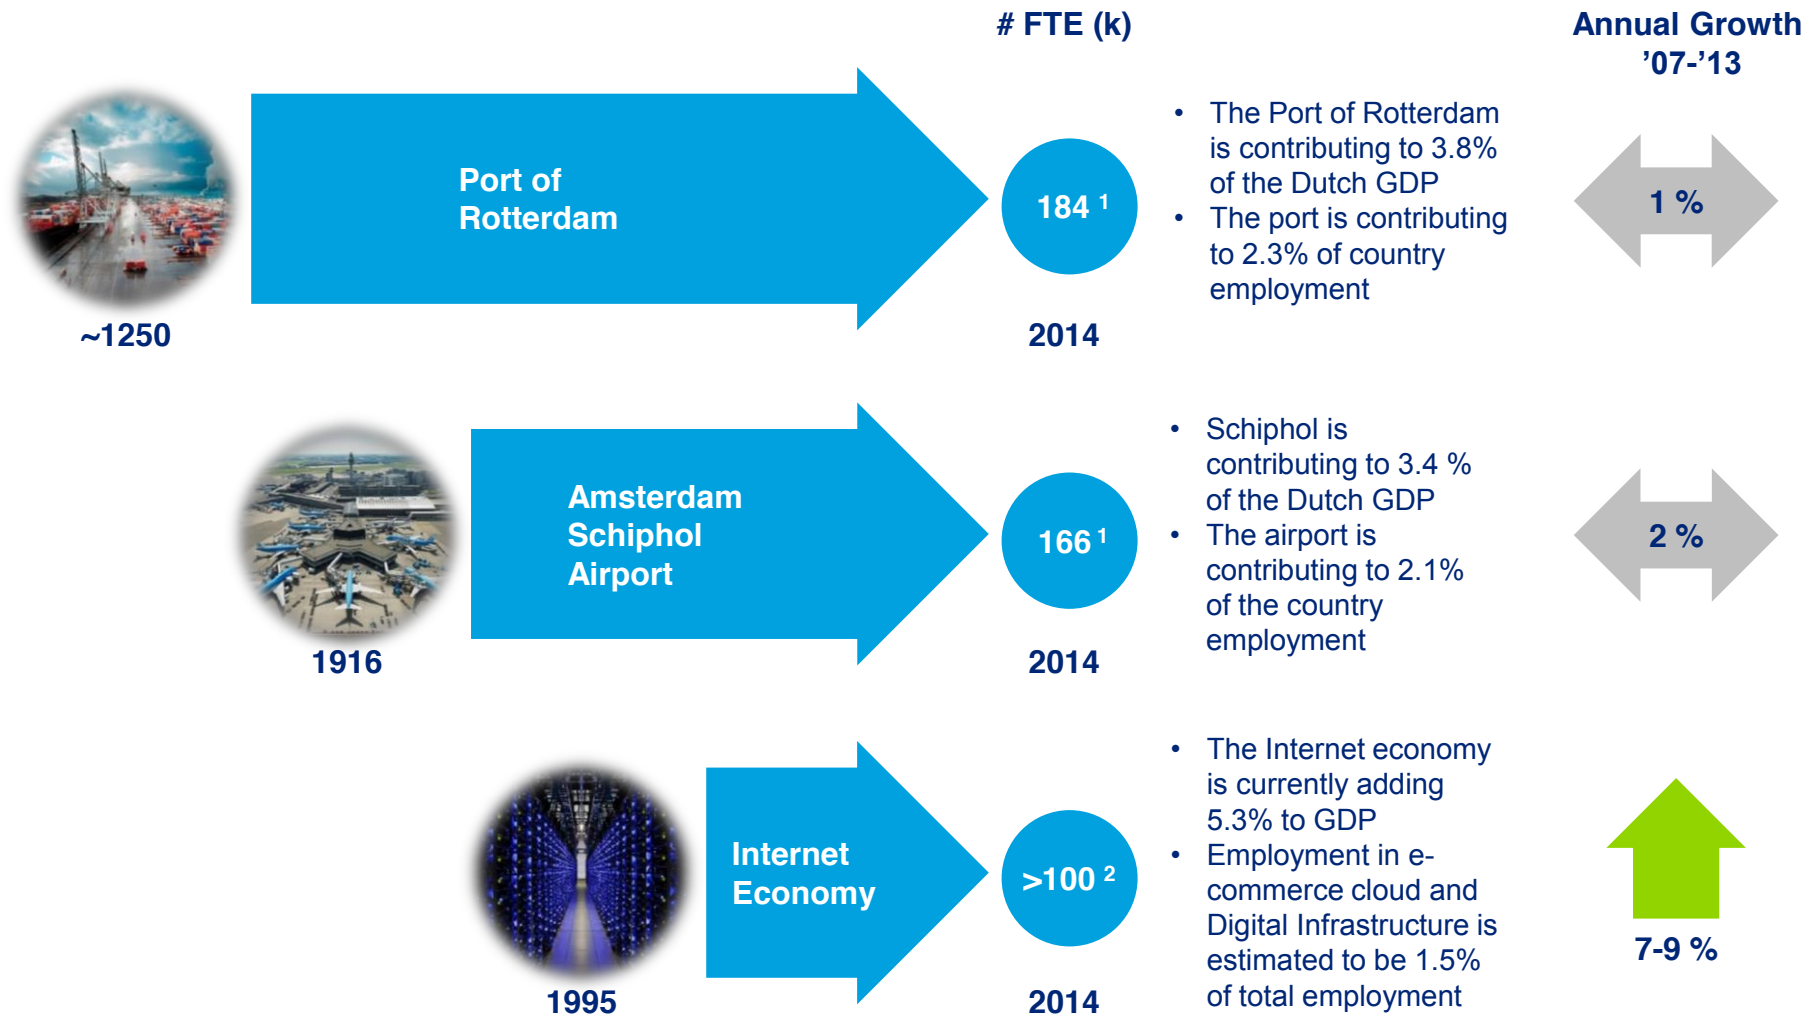 # FTE (k)
Annual Growth
’07-’13
Port of
Rotterdam
184 1
• The Port of Rotterdam
is contributing to 3.8%
of the Dutch GDP
• The port is contributing
to 2.3% of country
employment
1 %
~1250
2014
Amsterdam
Schiphol
Airport
166 1
• Schiphol is
contributing to 3.4 %
of the Dutch GDP
• The airport is
contributing to 2.1%
of the country
employment
2 %
1916
2014
Internet
Economy
>100 2
• The Internet economy
is currently adding
5.3% to GDP
• Employment in e-
commerce cloud and
Digital Infrastructure is
estimated to be 1.5%
of total employment
7-9 %
1995
2014